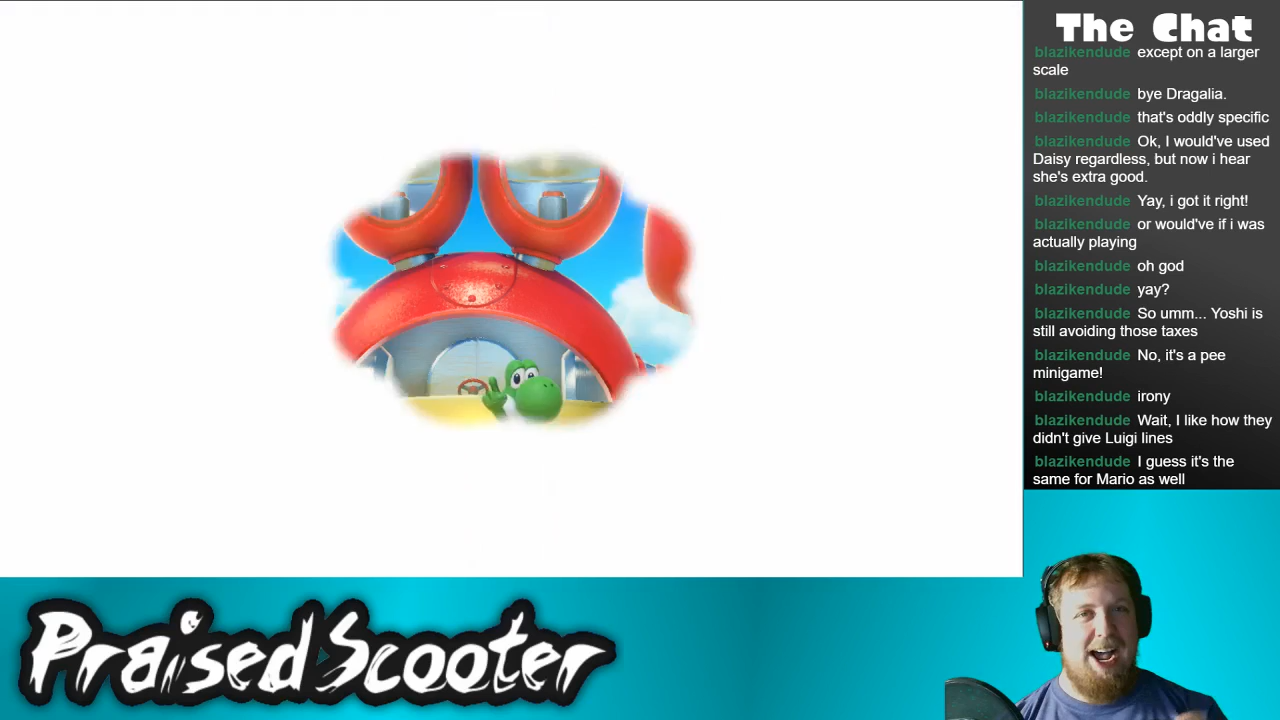 The Chat
blazikendude except on a larger
scale
blazikendude bye Dragalia.
blazikendude that's oddly specific
blazikendude Ok, I would've used
Daisy regardless, but now i hear
she's extra good.
blazikendude Yay, i got it right!
blazikendude or would've if i was
actually playing
blazikendude oh god
blazikendude yay?
blazikendude So umm... Yoshi is
still avoiding those taxes
blazikendude No, it's a pee
minigame!
blazikendude irony
blazikendude Wait, I like how they
didn't give Luigi lines
blazikendude I guess it's the
same for Mario as well
PraisedScooter